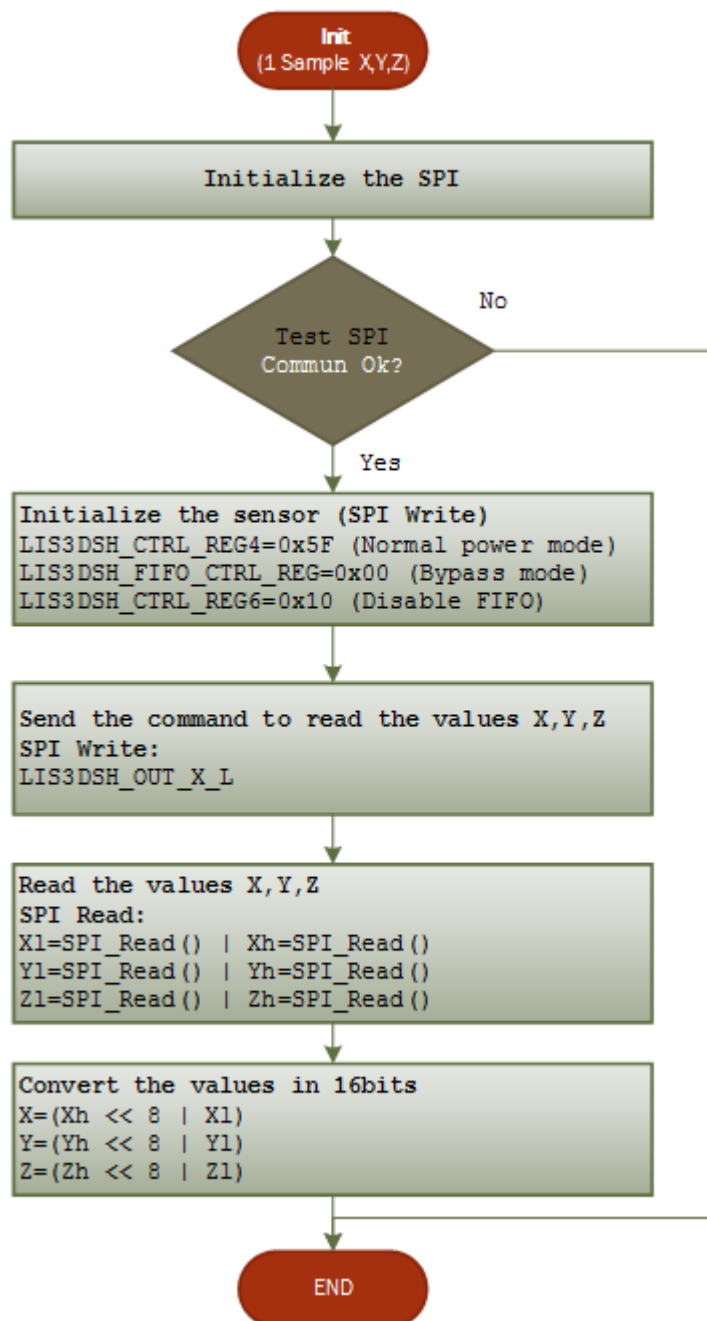 Init
(1 Sample X,Y,Z)
Initialize the SPI
Test SPI
Commun Ok?
No
Yes
Initialize the sensor (SPI Write)
LIS3DSH_CTRL_REG4=0x5F (Normal power mode)
LIS3DSH_FIFO_CTRL_REG=0x00 (Bypass mode)
LIS3DSH_CTRL_REG6=0x10 (Disable FIFO)
Send the command to read the values X,Y,Z
SPI Write:
LIS3DSH_OUT_X_L
Read the values X,Y,Z
SPI Read:
Xl=SPI_Read() | Xh=SPI_Read()
Yl=SPI_Read() | Yh=SPI_Read()
Zl=SPI_Read() | Zh=SPI_Read()
Convert the values in 16bits
X=(Xh << 8 | Xl)
Y=(Yh << 8 | Yl)
Z=(Zh << 8 | Zl)
END